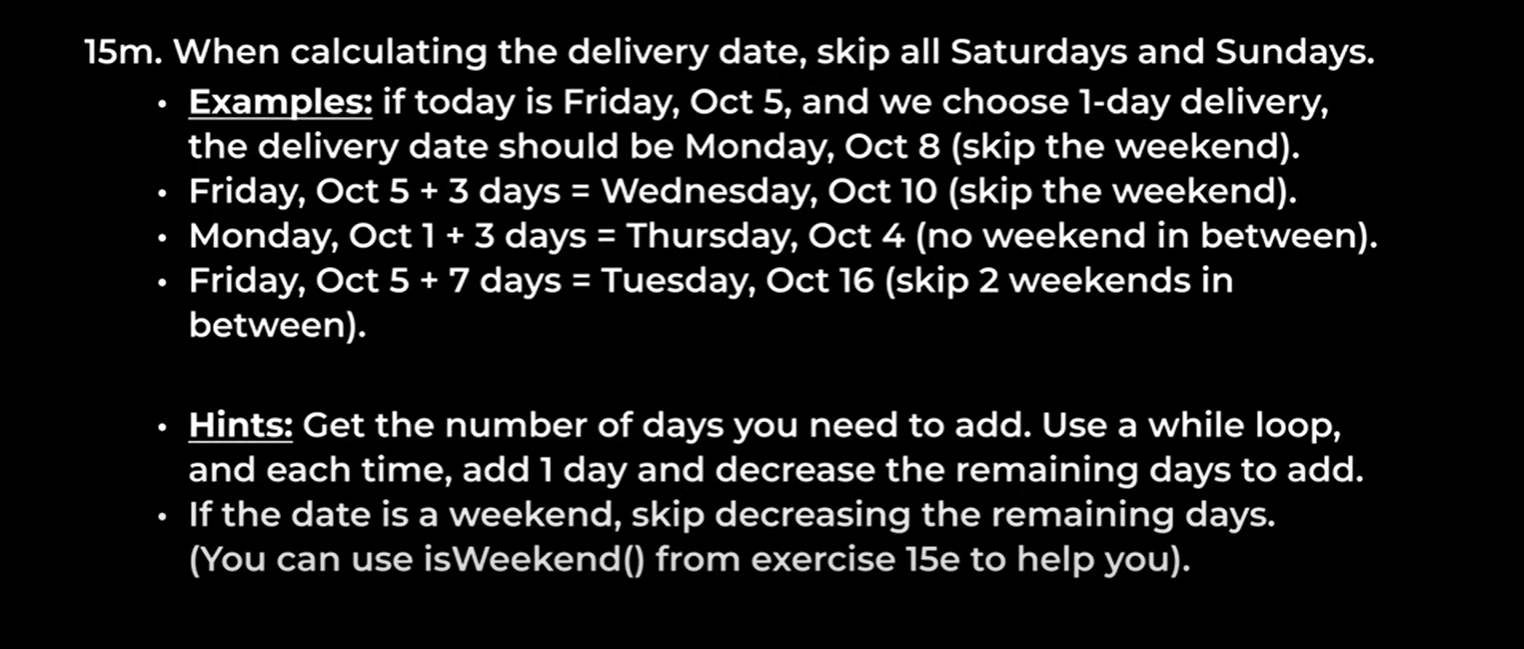 15m. When calculating the delivery date, skip all Saturdays and Sundays.
• Examples: if today is Friday, Oct 5, and we choose 1-day delivery,
the delivery date should be Monday, Oct 8 (skip the weekend).
• Friday, Oct 5 + 3 days = Wednesday, Oct 10 (skip the weekend).
• Monday, Oct 1 + 3 days = Thursday, Oct 4 (no weekend in between).
• Friday, Oct 5 + 7 days = Tuesday, Oct 16 (skip 2 weekends in
between).
• Hints: Get the number of days you need to add. Use a while loop,
and each time, add 1 day and decrease the remaining days to add.
• If the date is a weekend, skip decreasing the remaining days.
(You can use isWeekend() from exercise 15e to help you).